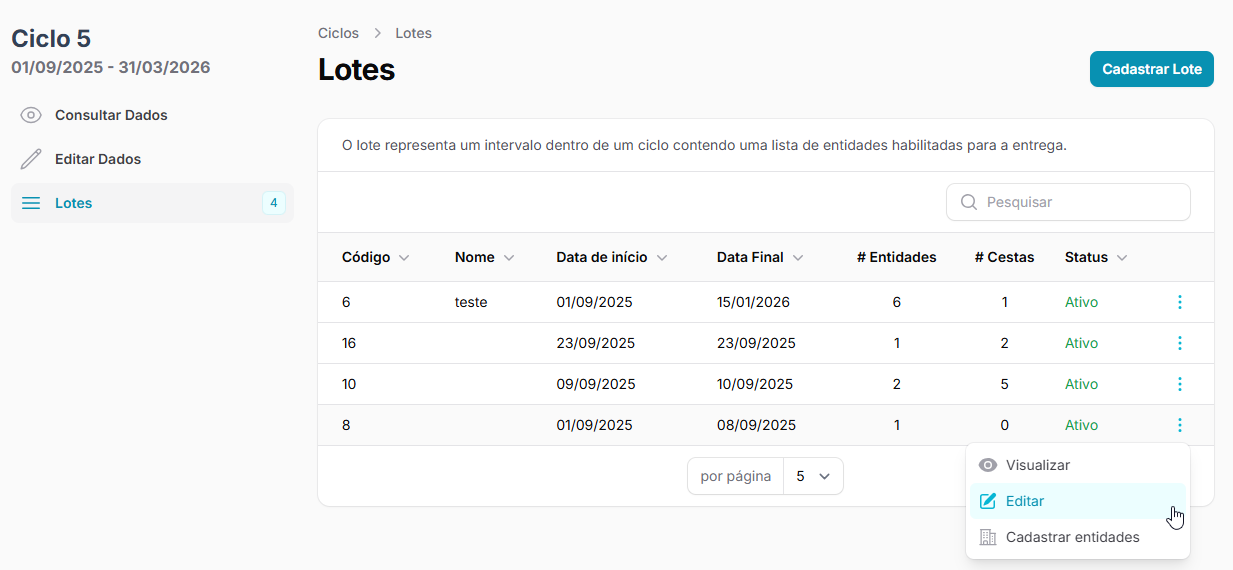 Ciclo 5
01/09/2025 - 31/03/2026
Consultar Dados
Editar Dados
Lotes 4
Ciclos > Lotes
Lotes
Cadastrar Lote
O lote representa um intervalo dentro de um ciclo contendo uma lista de entidades habilitadas para a entrega.
Pesquisar
Código Nome Data de início Data Final # Entidades # Cestas Status
6 teste 01/09/2025 15/01/2026 6 1 Ativo
16 23/09/2025 23/09/2025 1 2 Ativo
10 09/09/2025 10/09/2025 2 5 Ativo
8 01/09/2025 08/09/2025 1 0 Ativo
por página 5
Visualizar
Editar
Cadastrar entidades